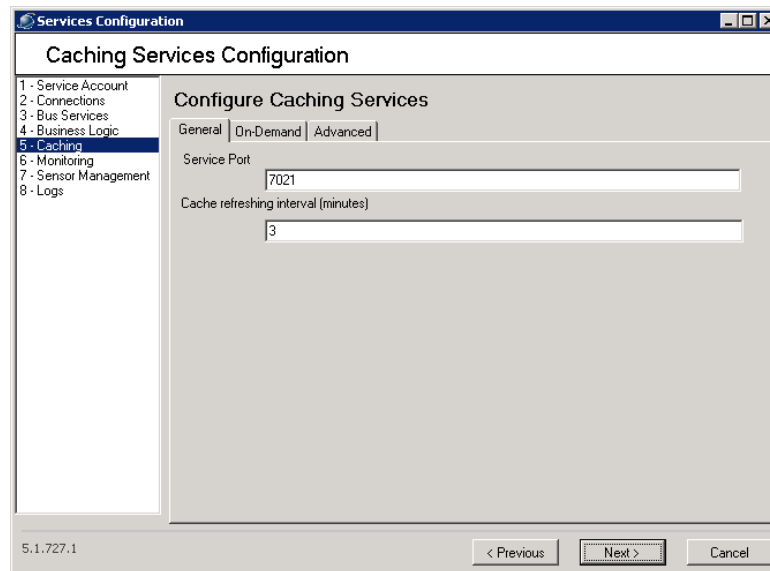 Services Configuration
Caching Services Configuration
1 - Service Account
2 - Connections
3 - Bus Services
4 - Business Logic
5 - Caching
6 - Monitoring
7 - Sensor Management
8 - Logs
Configure Caching Services
General On-Demand Advanced
Service Port
7021
Cache refreshing interval (minutes)
3
5.1.727.1
< Previous Next > Cancel